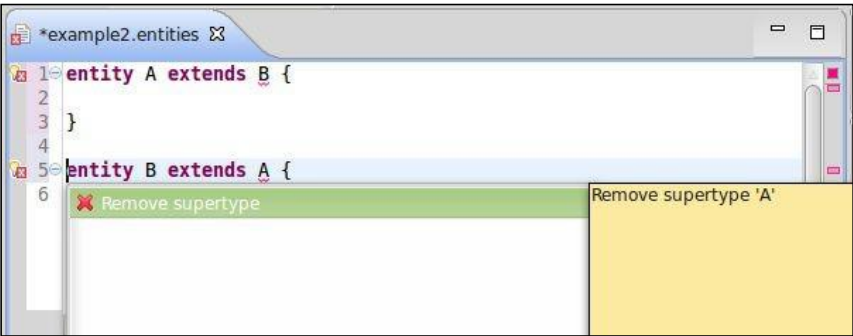 *example2.entities
1 entity A extends B {
2
3 }
4
5 entity B extends A {
6
Remove supertype
Remove supertype 'A'